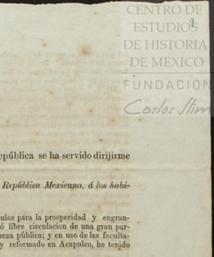 CENTRO DE
ESTUDIOS
DE HISTORIA
DE MEXICO
FUNDACIÓN
Carlos Slim
epública se ha servido dirijirme
República Mexicana, á los habi-
ulos para la prosperidad y engran-
ó libre circulacion de una gran par-
ueza pública; y en uso de las faculta-
y reformado en Acapulco, he tenido